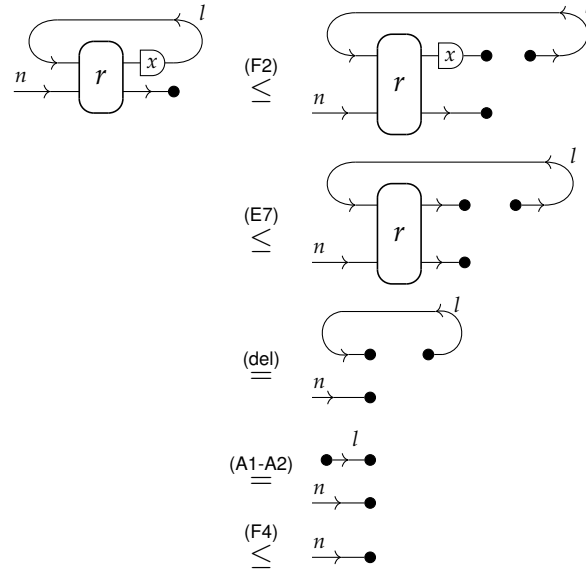 l l
n r x (F2) ≤ n r x
l
(E7) ≤ n r
l
(del) = n
l
(A1-A2) = n
(F4) ≤ n